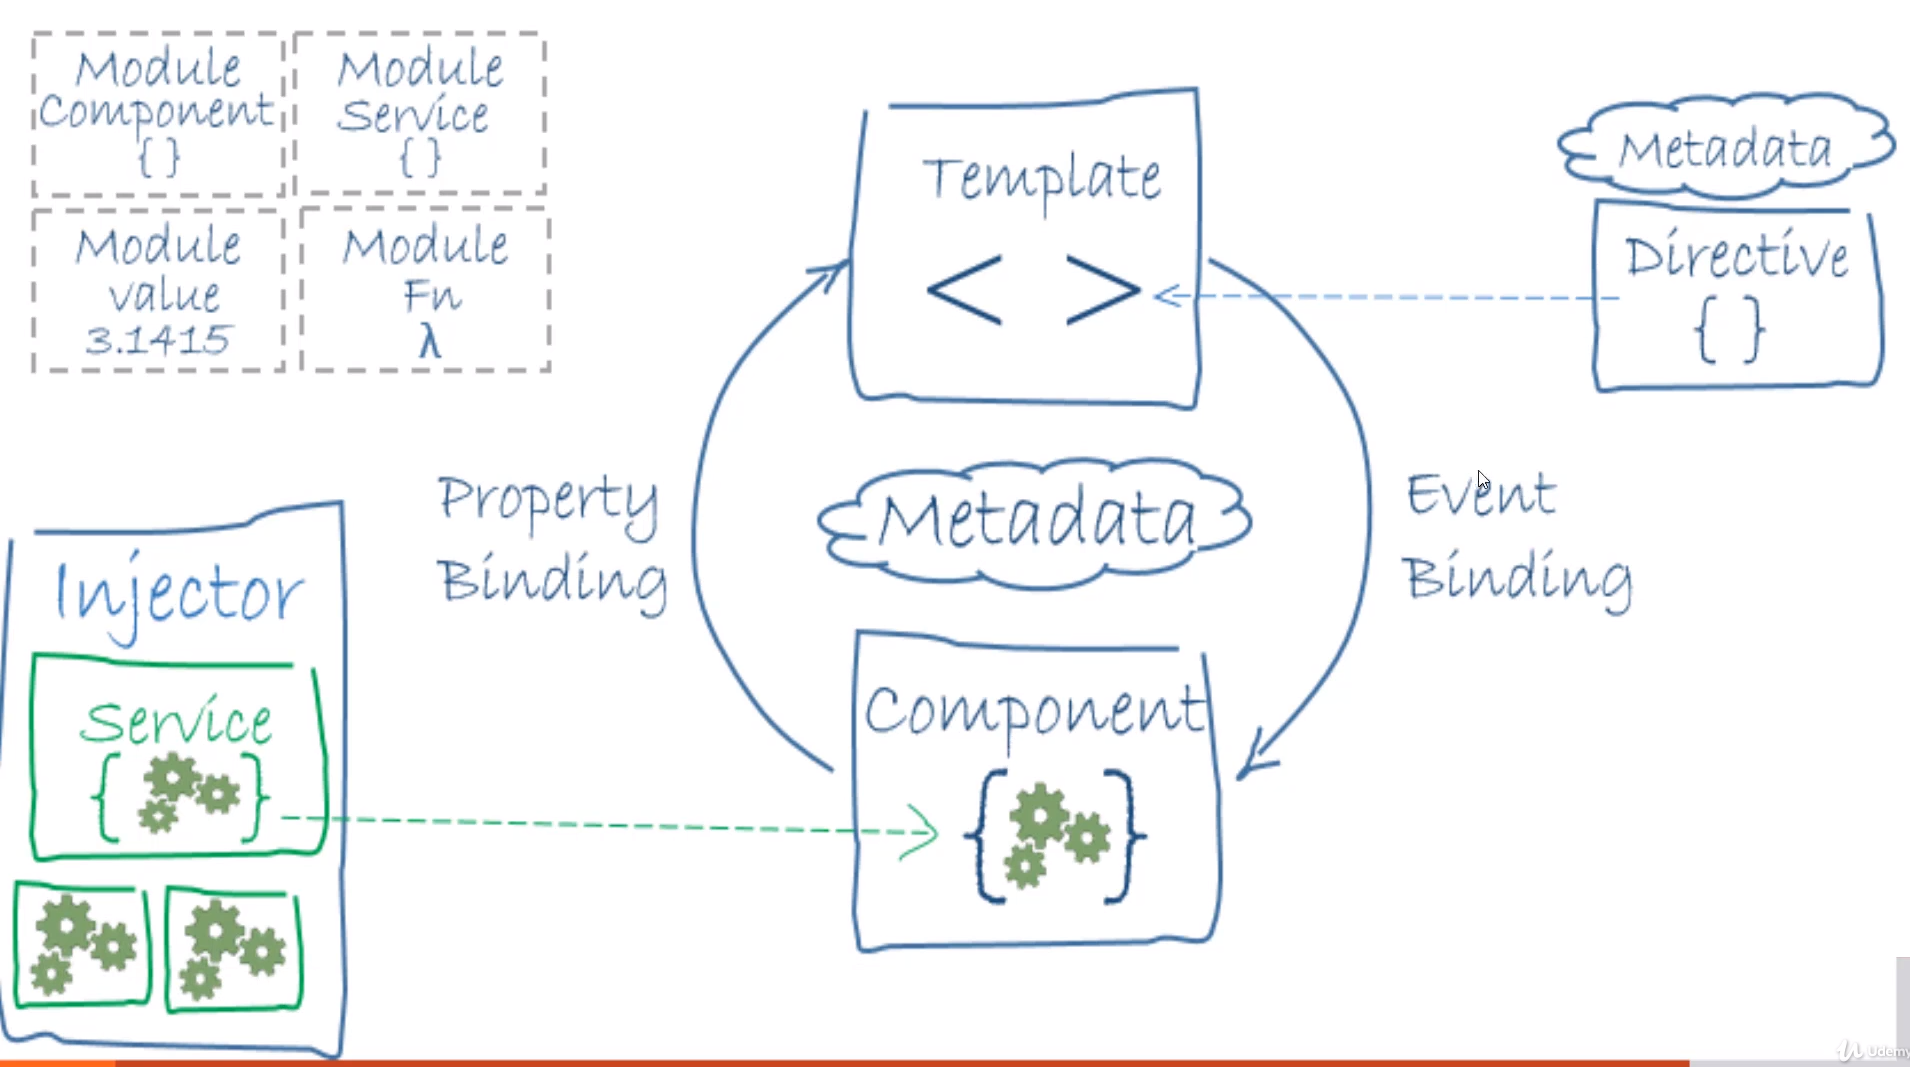 Module
Component
{ }
Module
Service
{ }
Module
value
3.1415
Module
Fn
λ
Template
< >
Metadata
Directive
{ }
Property
Binding
Metadata
Event
Binding
Injector
Service
{ }
Component
{ }
Udemy